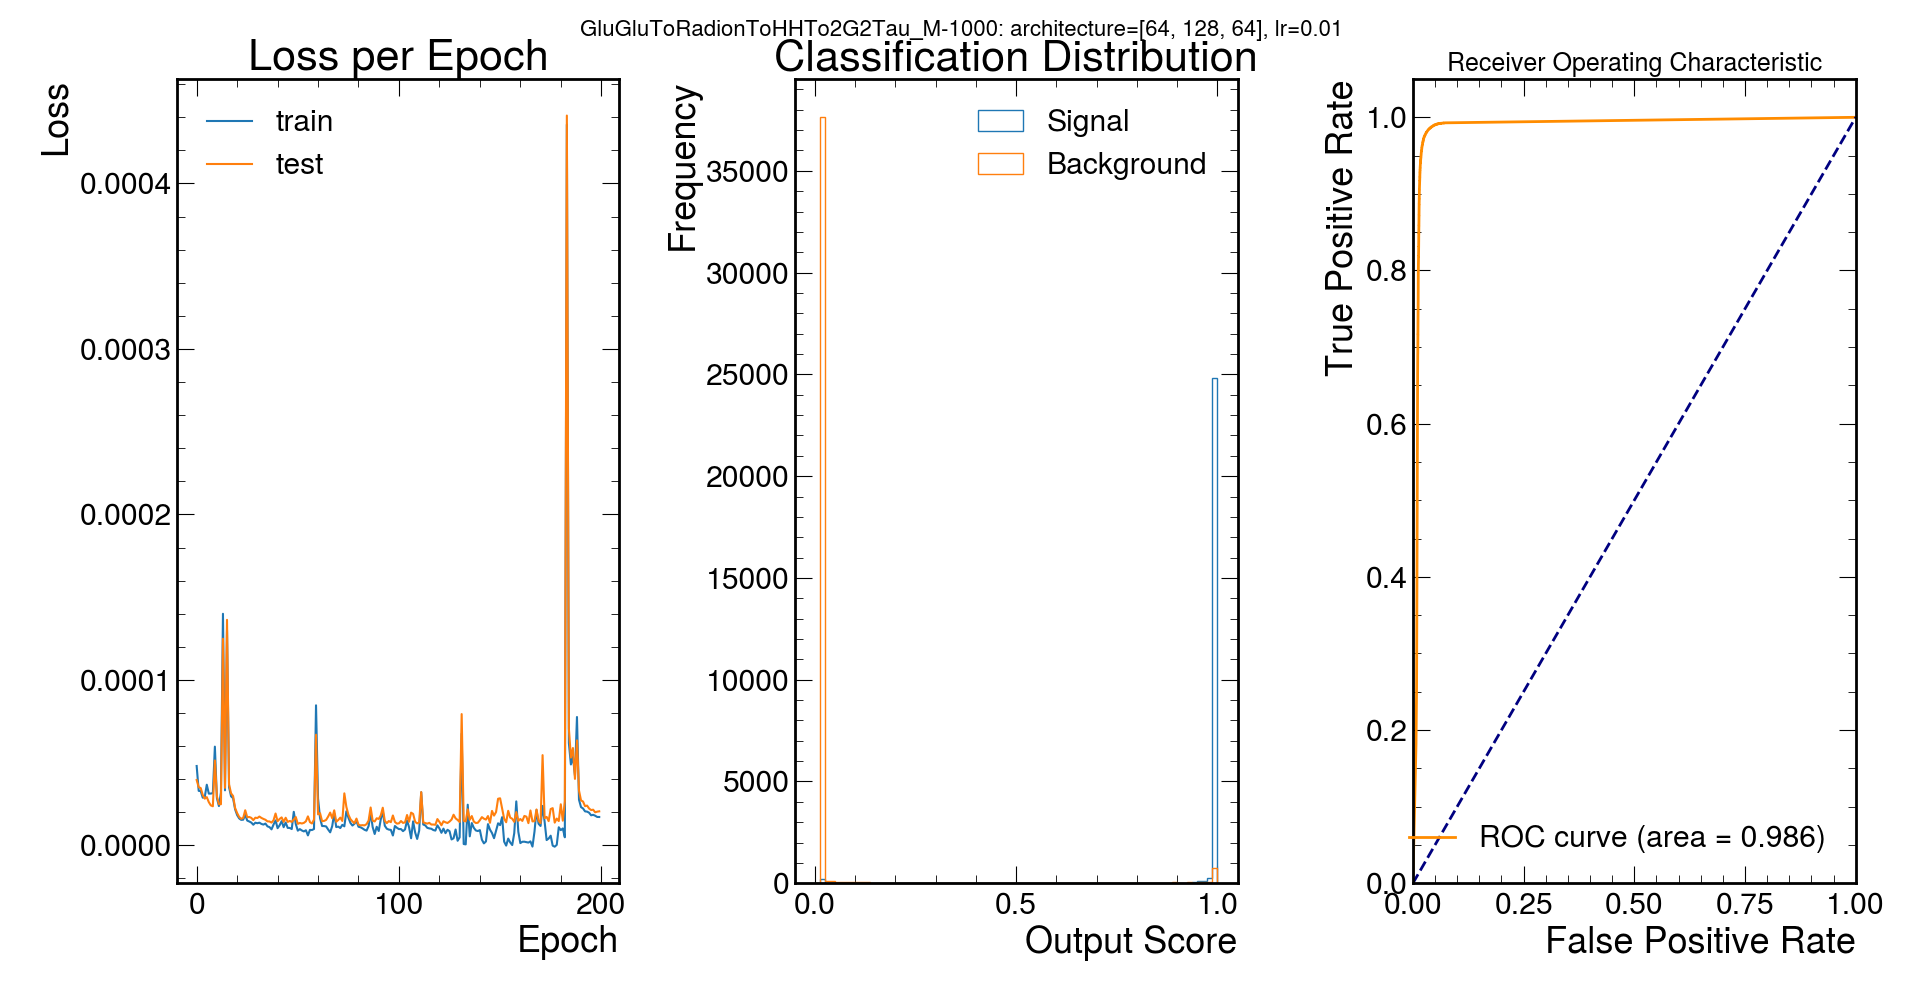 GluGluToRadionToHHTo2G2Tau_M-1000: architecture=[64, 128, 64], lr=0.01
Loss per Epoch
Loss
train
test
0.0004
0.0003
0.0002
0.0001
0.0000
0 100 200
Epoch
Classification Distribution
Frequency
Signal
Background
35000
30000
25000
20000
15000
10000
5000
0
0.0 0.5 1.0
Output Score
Receiver Operating Characteristic
True Positive Rate
1.0
0.8
0.6
0.4
0.2
0.0
ROC curve (area = 0.986)
0.00 0.25 0.50 0.75 1.00
False Positive Rate